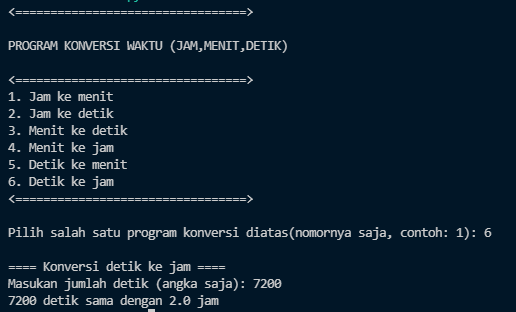 <=================================>
PROGRAM KONVERSI WAKTU (JAM,MENIT,DETIK)
<=================================>
1. Jam ke menit
2. Jam ke detik
3. Menit ke detik
4. Menit ke jam
5. Detik ke menit
6. Detik ke jam
<=================================>
Pilih salah satu program konversi diatas(nomornya saja, contoh: 1): 6
==== Konversi detik ke jam ====
Masukan jumlah detik (angka saja): 7200
7200 detik sama dengan 2.0 jam